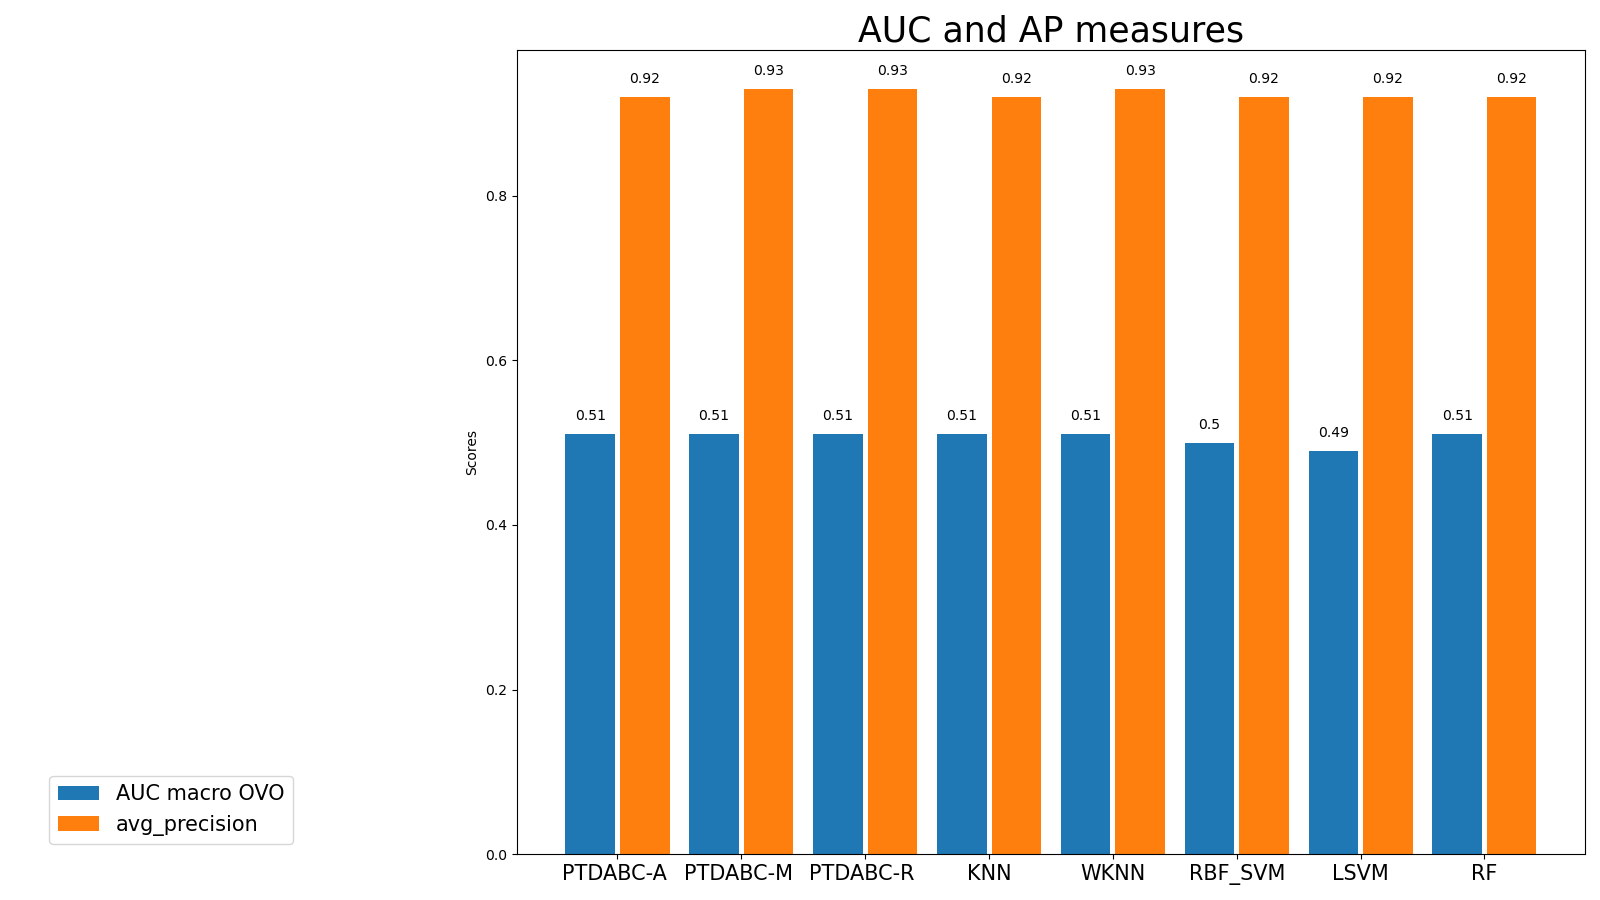 AUC and AP measures
0.92 0.93 0.93 0.92 0.93 0.92 0.92 0.92
0.8
0.6
0.51 0.51 0.51 0.51 0.51 0.5 0.49 0.51
Scores
0.4
0.2
0.0
PTDABC-A PTDABC-M PTDABC-R KNN WKNN RBF_SVM LSVM RF
AUC macro OVO
avg_precision